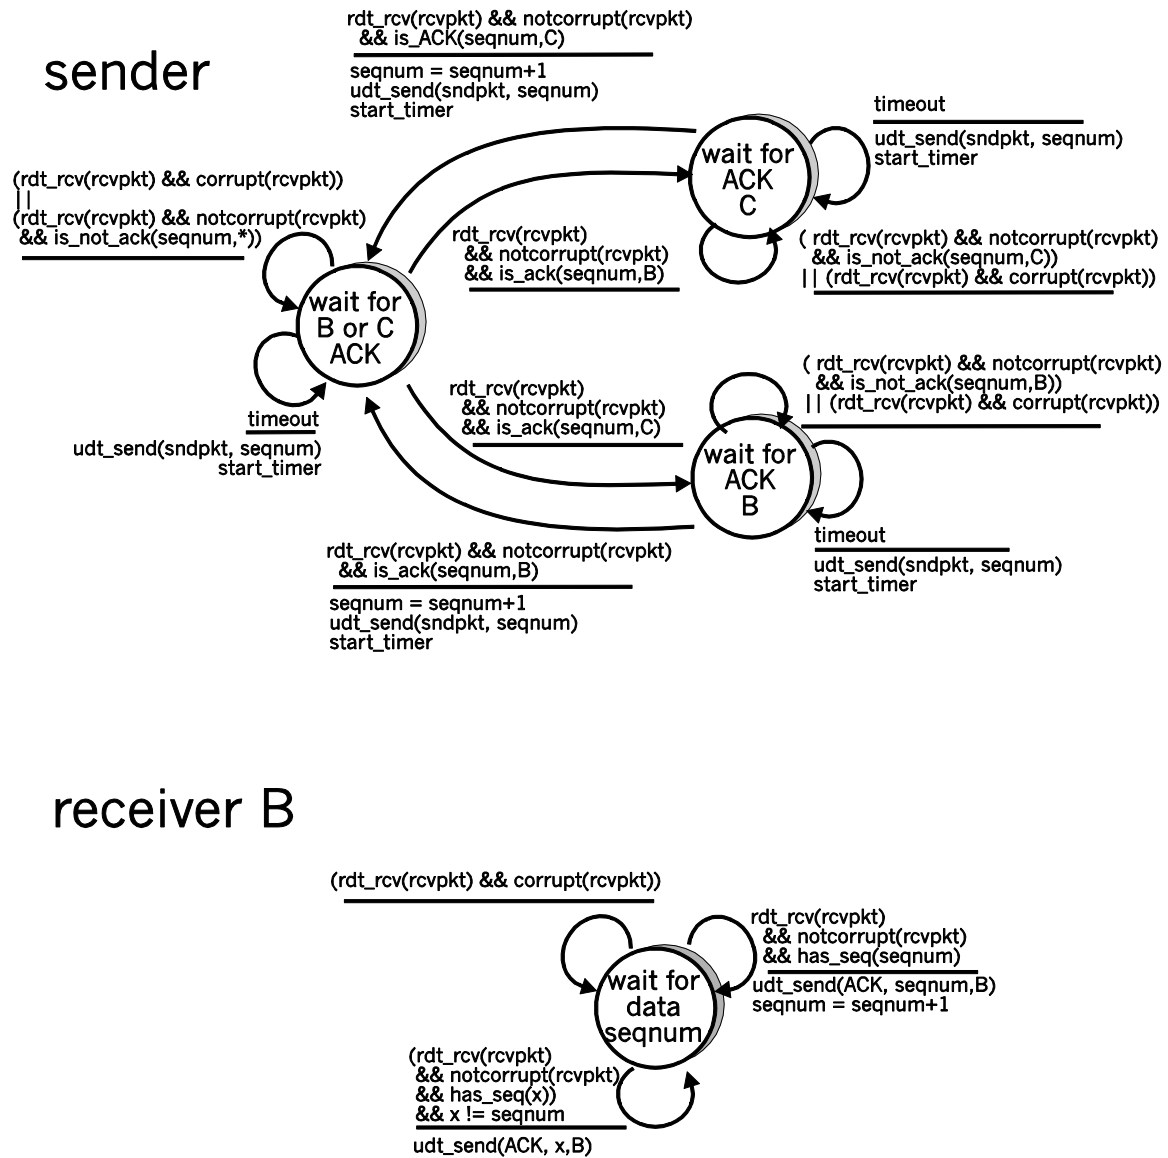 sender
rdt_rcv(rcvpkt) && notcorrupt(rcvpkt)
&& is_ACK(seqnum,C)
seqnum = seqnum+1
udt_send(sndpkt, seqnum)
start_timer
timeout
udt_send(sndpkt, seqnum)
start_timer
wait for
ACK
C
(rdt_rcv(rcvpkt) && corrupt(rcvpkt))
||
(rdt_rcv(rcvpkt) && notcorrupt(rcvpkt)
&& is_not_ack(seqnum,*))
rdt_rcv(rcvpkt)
&& notcorrupt(rcvpkt)
&& is_ack(seqnum,B)
( rdt_rcv(rcvpkt) && notcorrupt(rcvpkt)
&& is_not_ack(seqnum,C))
|| (rdt_rcv(rcvpkt) && corrupt(rcvpkt))
wait for
B or C
ACK
timeout
udt_send(sndpkt, seqnum)
start_timer
rdt_rcv(rcvpkt)
&& notcorrupt(rcvpkt)
&& is_ack(seqnum,C)
( rdt_rcv(rcvpkt) && notcorrupt(rcvpkt)
&& is_not_ack(seqnum,B))
|| (rdt_rcv(rcvpkt) && corrupt(rcvpkt))
wait for
ACK
B
timeout
udt_send(sndpkt, seqnum)
start_timer
rdt_rcv(rcvpkt) && notcorrupt(rcvpkt)
&& is_ack(seqnum,B)
seqnum = seqnum+1
udt_send(sndpkt, seqnum)
start_timer
receiver B
(rdt_rcv(rcvpkt) && corrupt(rcvpkt))
rdt_rcv(rcvpkt)
&& notcorrupt(rcvpkt)
&& has_seq(seqnum)
udt_send(ACK, seqnum,B)
seqnum = seqnum+1
wait for
data
seqnum
(rdt_rcv(rcvpkt)
&& notcorrupt(rcvpkt)
&& has_seq(x))
&& x != seqnum
udt_send(ACK, x,B)